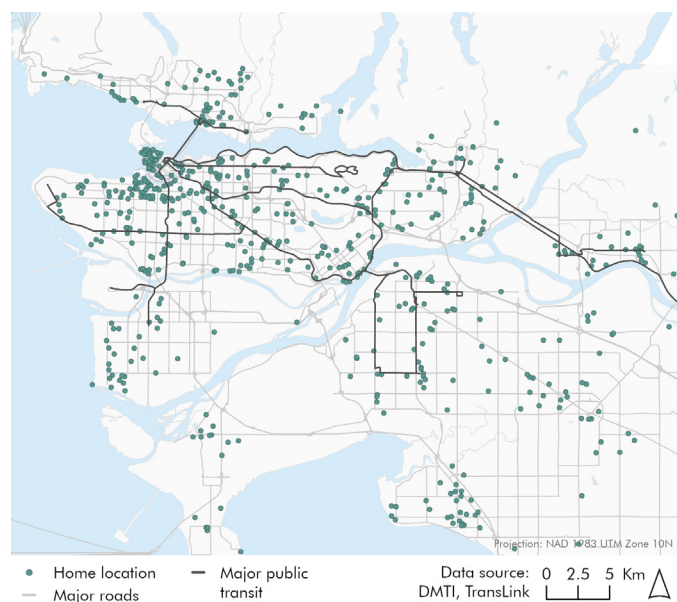 Projection: NAD 1983 UTM Zone 10N
Home location
Major roads
Major public
transit
Data source:
DMTI, TransLink
0 2.5 5 Km